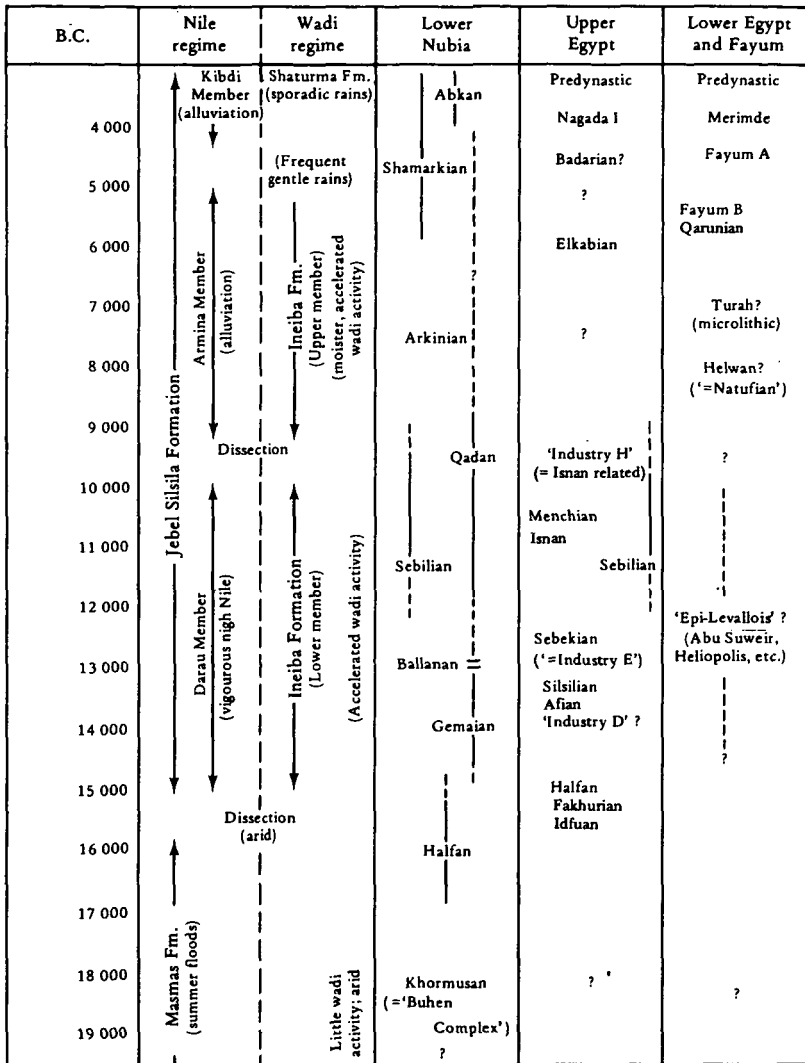 B.C.
Nile
regime
Wadi
regime
Lower
Nubia
Upper
Egypt
Lower Egypt
and Fayum
4 000
5 000
6 000
7 000
8 000
9 000
10 000
11 000
12 000
13 000
14 000
15 000
16 000
17 000
18 000
19 000
Jebel Silsila Formation
Kibdi
Member
(alluviation)
Armina Member
(alluviation)
Dissection
Darau Member
(vigourous nigh Nile)
Dissection
(arid)
Masmas Fm.
(summer floods)
Shaturma Fm.
(sporadic rains)
(Frequent
gentle rains)
Ineiba Fm.
(Upper member)
(moister, accelerated
wadi activity)
Ineiba Formation
(Lower member)
(Accelerated wadi activity)
Little wadi
activity; arid
Abkan
Shamarkian
?
Arkinian
Qadan
Sebilian
Ballanan
Gemaian
Halfan
Khormusan
(='Buhen
Complex')
?
Predynastic
Nagada I
Badarian?
?
Elkabian
?
'Industry H'
(= Isnan related)
Menchian
Isnan
Sebilian
Sebekian
('=Industry E')
Silsilian
Afian
'Industry D' ?
Halfan
Fakhurian
Idfuan
?
Predynastic
Merimde
Fayum A
Fayum B
Qarunian
Turah?
(microlithic)
Helwan?
('=Natufian')
?
'Epi-Levallois' ?
(Abu Suweir,
Heliopolis, etc.)
?
?